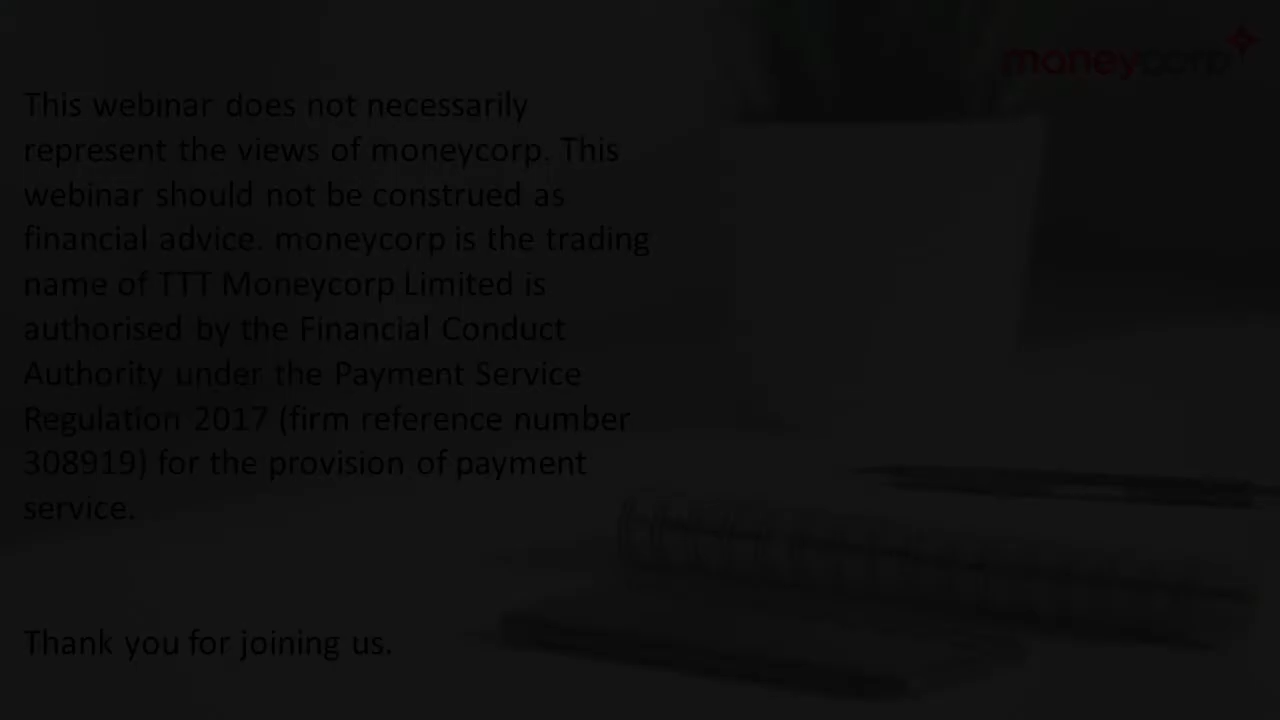 moneycorp
This webinar does not necessarily
represent the views of moneycorp. This
webinar should not be construed as
financial advice. moneycorp is the trading
name of TTT Moneycorp Limited is
authorised by the Financial Conduct
Authority under the Payment Service
Regulation 2017 (firm reference number
308919) for the provision of payment
service.
Thank you for joining us.